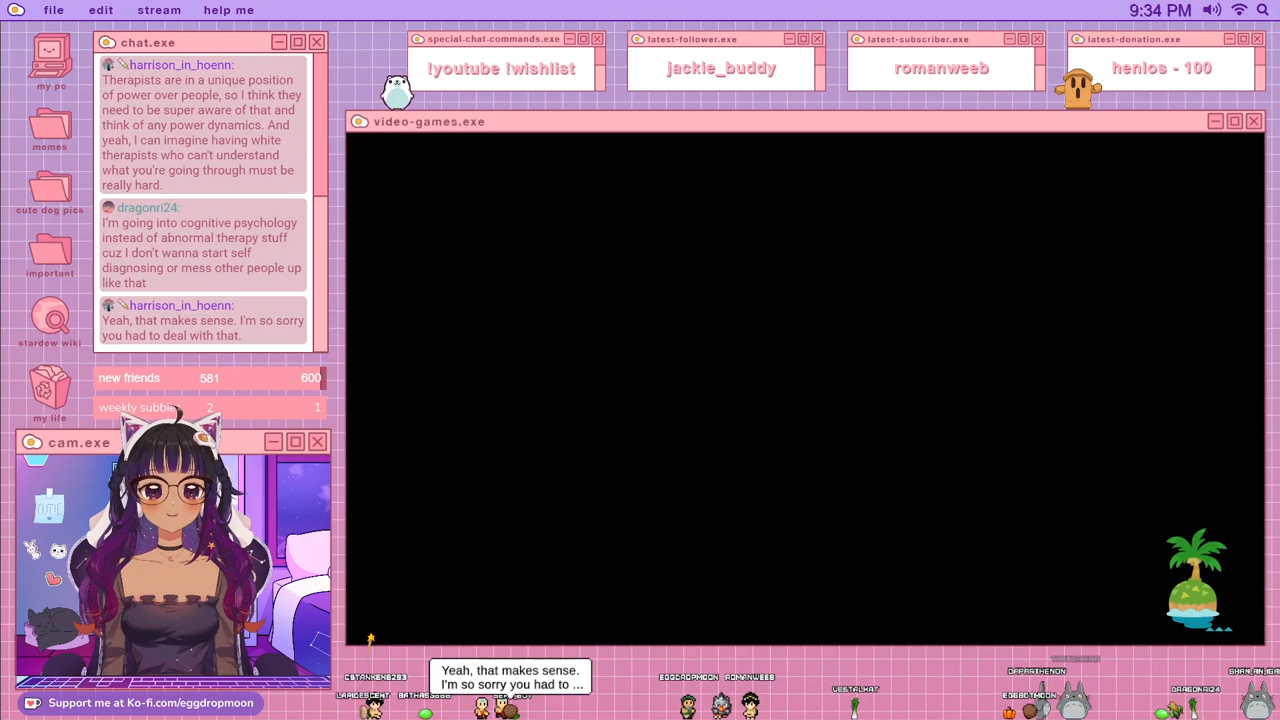 file edit stream help me
9:34 PM
my pc
memes
cute dog pics
important
stardew wiki
my life
chat.exe
harrison_in_hoenn:
Therapists are in a unique position
of power over people, so I think they
need to be super aware of that and
think of any power dynamics. And
yeah, I can imagine having white
therapists who can't understand
what you're going through must be
really hard.
dragonri24:
I'm going into cognitive psychology
instead of abnormal therapy stuff
cuz I don't wanna start self
diagnosing or mess other people up
like that
harrison_in_hoenn:
Yeah, that makes sense. I'm so sorry
you had to deal with that.
new friends 581 600
weekly subbies 2 1
cam.exe
CUTIE
Support me at Ko-fi.com/eggdropmoon
special-chat-commands.exe
!youtube !wishlist
latest-follower.exe
jackie_buddy
latest-subscriber.exe
romanweeb
latest-donation.exe
henlos - 100
video-games.exe
Yeah, that makes sense.
I'm so sorry you had to ...
EGGDROPMOON ROMANWEEB
VESTALKAT
EGGBOTMOON
DRAGONRI24